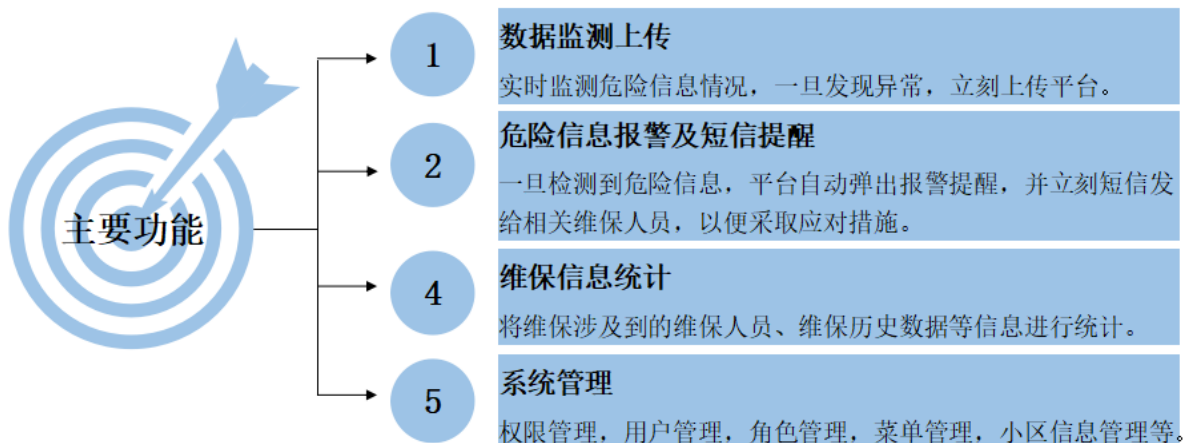 主要功能
1
数据监测上传
实时监测危险信息情况，一旦发现异常，立刻上传平台。
2
危险信息报警及短信提醒
一旦检测到危险信息，平台自动弹出报警提醒，并立刻短信发
给相关维保人员，以便采取应对措施。
4
维保信息统计
将维保涉及到的维保人员、维保历史数据等信息进行统计。
5
系统管理
权限管理，用户管理，角色管理，菜单管理，小区信息管理等。